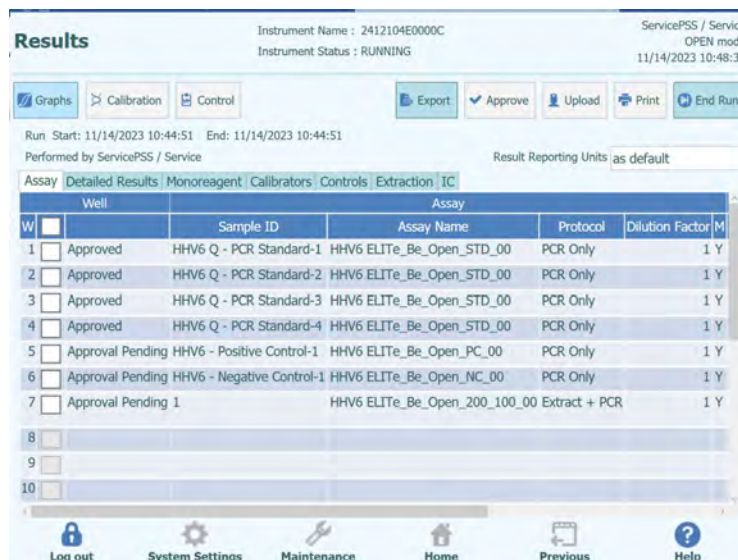 Results
Instrument Name : 2412104E0000C
Instrument Status : RUNNING
ServicePSS / Servic
OPEN mod
11/14/2023 10:48:3
Graphs Calibration Control Export Approve Upload Print End Run
Run Start: 11/14/2023 10:44:51 End: 11/14/2023 10:44:51
Performed by ServicePSS / Service Result Reporting Units as default
Assay Detailed Results Monoreagent Calibrators Controls Extraction IC
Well Assay
W Sample ID Assay Name Protocol Dilution Factor M
1 Approved HHV6 Q - PCR Standard-1 HHV6 ELITe_Be_Open_STD_00 PCR Only 1 Y
2 Approved HHV6 Q - PCR Standard-2 HHV6 ELITe_Be_Open_STD_00 PCR Only 1 Y
3 Approved HHV6 Q - PCR Standard-3 HHV6 ELITe_Be_Open_STD_00 PCR Only 1 Y
4 Approved HHV6 Q - PCR Standard-4 HHV6 ELITe_Be_Open_STD_00 PCR Only 1 Y
5 Approval Pending HHV6 - Positive Control-1 HHV6 ELITe_Be_Open_PC_00 PCR Only 1 Y
6 Approval Pending HHV6 - Negative Control-1 HHV6 ELITe_Be_Open_NC_00 PCR Only 1 Y
7 Approval Pending 1 HHV6 ELITe_Be_Open_200_100_00 Extract + PCR 1 Y
8
9
10
Log out System Settings Maintenance Home Previous Help